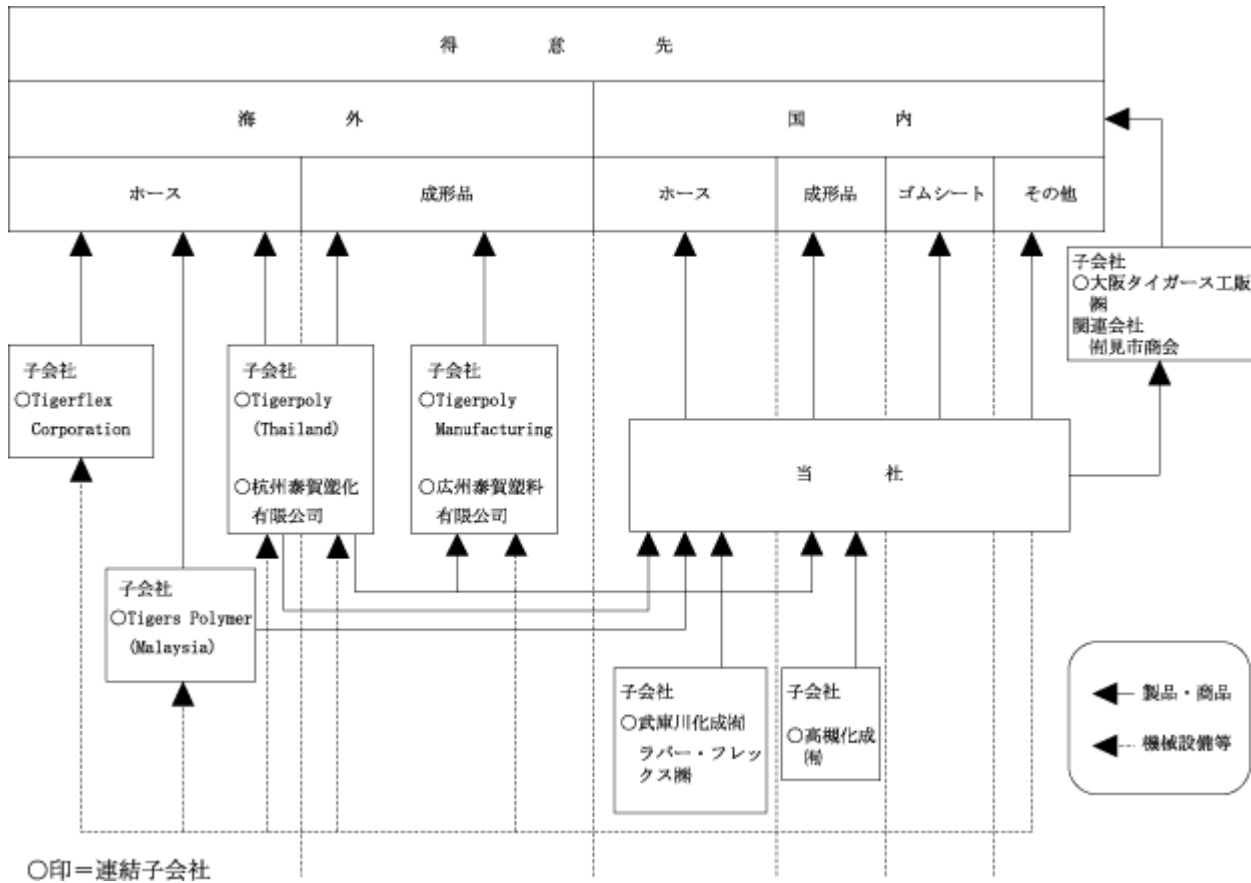 得意先
海外
国内
ホース
成形品
ホース
成形品
ゴムシート
その他
子会社
○大阪タイガース工販
㈱
関連会社
㈲見市商会
子会社
○Tigerflex
Corporation
子会社
○Tigerpoly
(Thailand)
○杭州泰賀塑化
有限公司
子会社
○Tigerpoly
Manufacturing
○広州泰賀塑料
有限公司
当社
子会社
○Tigers Polymer
(Malaysia)
子会社
○武庫川化成㈲
ラバー・フレッ
クス㈱
子会社
○高槻化成
㈲
製品・商品
機械設備等
○印=連結子会社